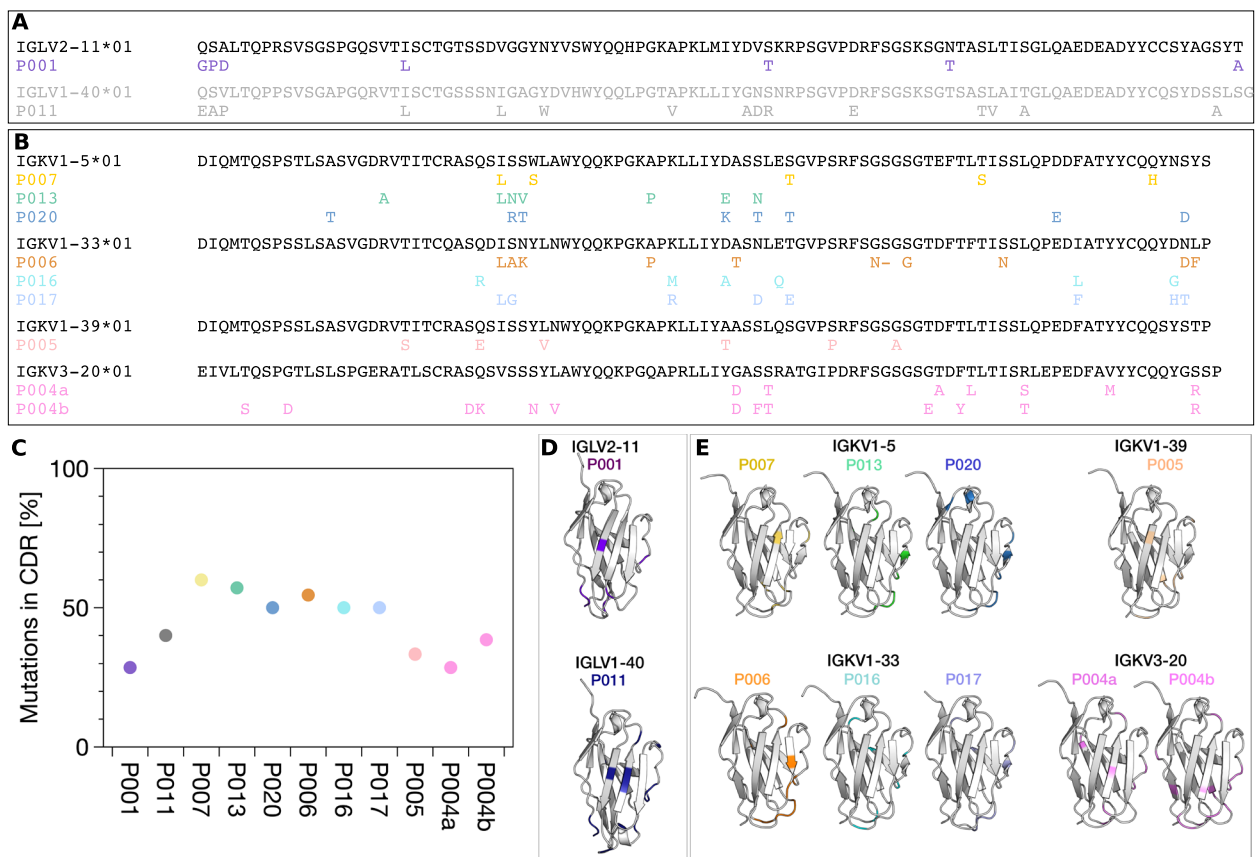 A
IGLV2-11*01 QSALTQPRSVSGSPGQSVTISCTGTSSDVGGYNYVSWYQQHPGKAPKLMIYDVSKRPSGVPDRFSGSKSGNTASLTISGLQAEDEADYYCCSYAGSYT
P001 GPD L T T A
IGLV1-40*01 QSVLTQPPSVSGAPGQRVTISCTGSSSNIGAGYDVHWYQQLPGTAPKLLIYGNSNRPSGVPDRFSGSKSGTSASLAITGLQAEDEADYYCQSYDSSLSG
P011 EAP L L W V ADR E TV A A
B
IGKV1-5*01 DIQMTQSPSTLSASVGDRVTITCRASQSISSWLAWYQQKPGKAPKLLIYDASSLESGVPSRFSGSGSGTEFTLTISSLQPDDFATYYCQQYNSYS
P007 L S T S H
P013 A LNV P E N
P020 T RT K T T E D
IGKV1-33*01 DIQMTQSPSSLSASVGDRVTITCQASQDISNYLNWYQQKPGKAPKLLIYDASNLETGVPSRFSGSGSGTDFTFTISSLQPEDIATYYCQQYDNLP
P006 LAK P T N- G N DF
P016 R M A Q L G
P017 LG R D E F HT
IGKV1-39*01 DIQMTQSPSSLSASVGDRVTITCRASQSISSYLNWYQQKPGKAPKLLIYAASSLQSGVPSRFSGSGSGTDFTLTISSLQPEDFATYYCQQSYSTP
P005 S E V T P A
IGKV3-20*01 EIVLTQSPGTLSLSPGERATLSCRASQSVSSSYLAWYQQKPGQAPRLLIYGASSRATGIPDRFSGSGSGTDFTLTISRLEPEDFAVYYCQQYGSSP
P004a D T A L S M R
P004b S D DK N V D FT E Y T R
C
100
50
0
Mutations in CDR [%]
P001 P011 P007 P013 P020 P006 P016 P017 P005 P004a P004b
D
IGLV2-11
P001
IGLV1-40
P011
E
IGKV1-5 IGKV1-39
P007 P013 P020 P005
IGKV1-33 IGKV3-20
P006 P016 P017 P004a P004b